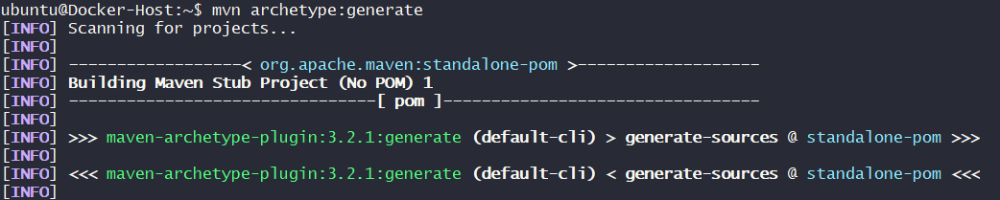 ubuntu@Docker-Host:~$ mvn archetype:generate
[INFO] Scanning for projects...
[INFO]
[INFO] ------------------< org.apache.maven:standalone-pom >-------------------
[INFO] Building Maven Stub Project (No POM) 1
[INFO] --------------------------------[ pom ]---------------------------------
[INFO]
[INFO] >>> maven-archetype-plugin:3.2.1:generate (default-cli) > generate-sources @ standalone-pom >>>
[INFO]
[INFO] <<< maven-archetype-plugin:3.2.1:generate (default-cli) < generate-sources @ standalone-pom <<<
[INFO]